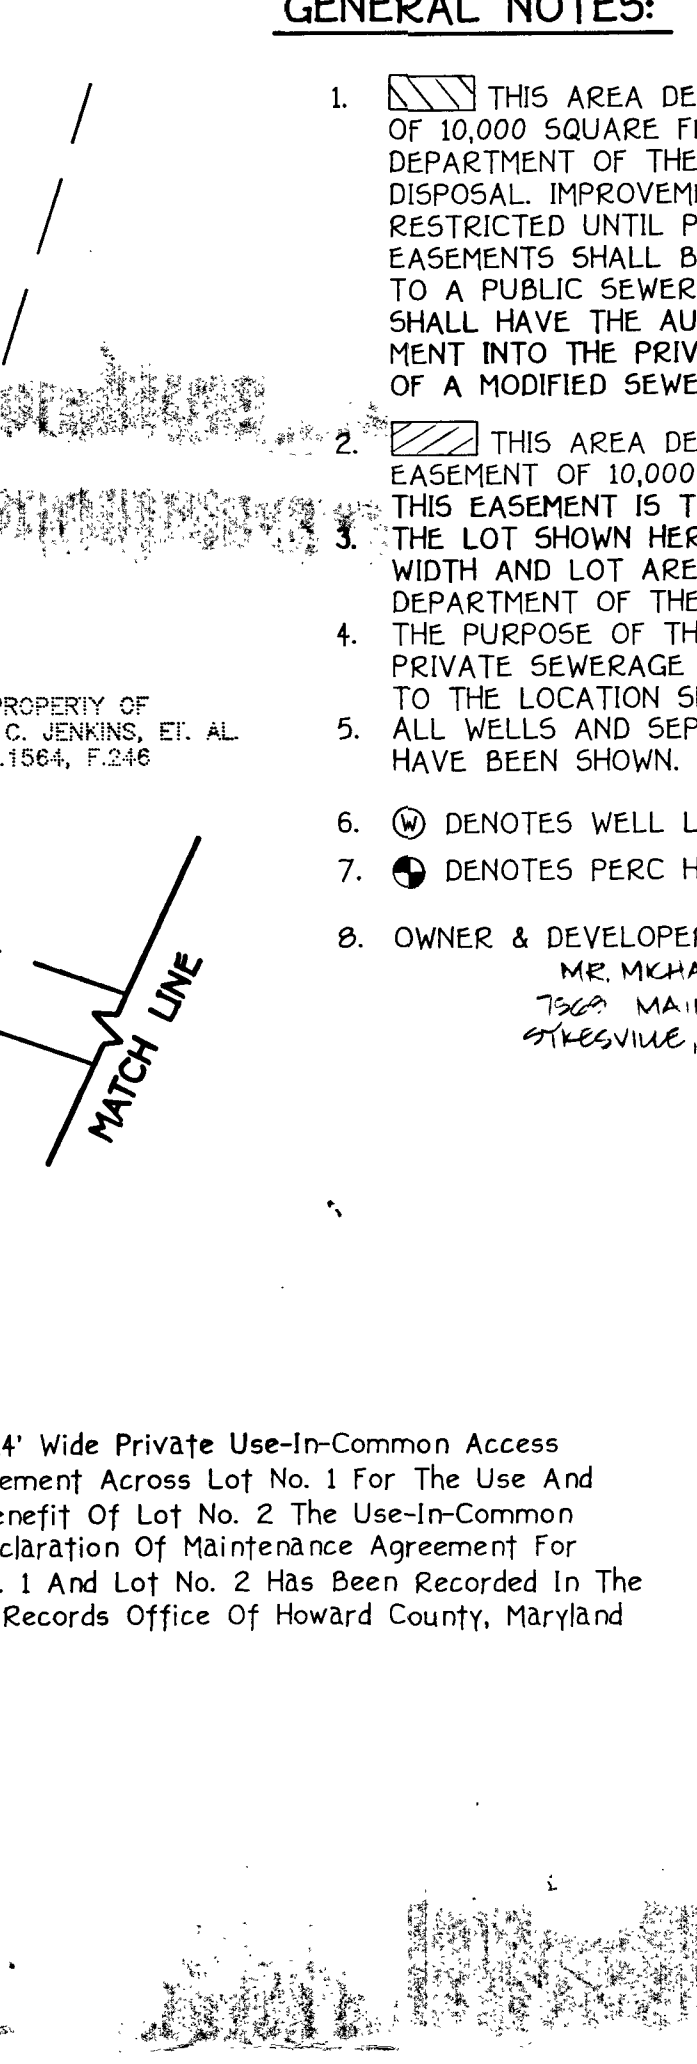 GENERAL NOTES:
1. THIS AREA DE
OF 10,000 SQUARE F
DEPARTMENT OF THE
DISPOSAL. IMPROVEM
RESTRICTED UNTIL P
EASEMENTS SHALL B
TO A PUBLIC SEWER
SHALL HAVE THE AU
MENT INTO THE PRIV
OF A MODIFIED SEWE
2. THIS AREA DE
EASEMENT OF 10,000
THIS EASEMENT IS T
3. THE LOT SHOWN HER
WIDTH AND LOT ARE
DEPARTMENT OF THE
4. THE PURPOSE OF TH
PRIVATE SEWERAGE
TO THE LOCATION S
5. ALL WELLS AND SEP
HAVE BEEN SHOWN.
6. W DENOTES WELL L
7. DENOTES PERC H
8. OWNER & DEVELOPER
MR. MICHA
MAI
SYKESVILLE,
PROPERTY OF
C. JENKINS, ET. AL.
.1564, F.246
MATCH LINE
4' Wide Private Use-In-Common Access
ement Across Lot No. 1 For The Use And
enefit Of Lot No. 2 The Use-In-Common
claration Of Maintenance Agreement For
. 1 And Lot No. 2 Has Been Recorded In The
Records Office Of Howard County, Maryland